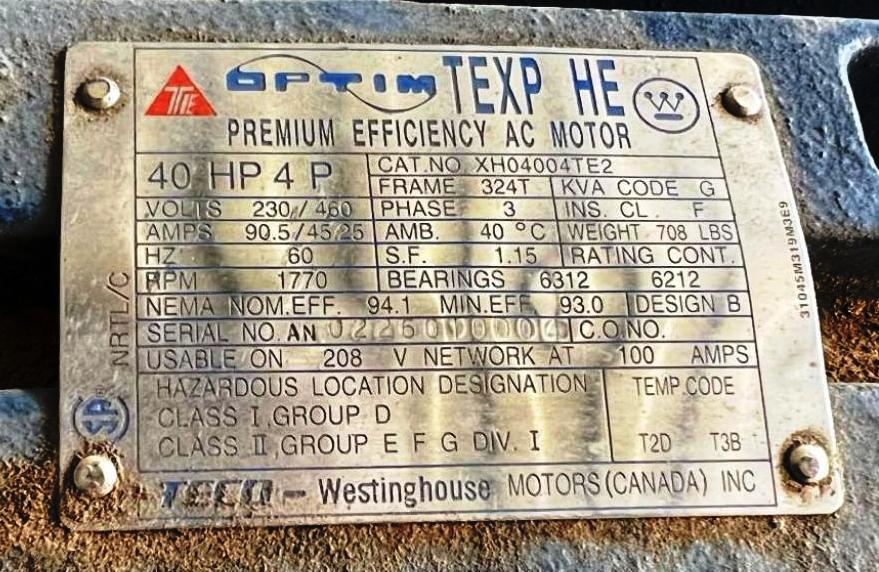 TIE OPTIM TEXP HE
PREMIUM EFFICIENCY AC MOTOR
40 HP 4 P
CAT.NO XH04004TE2
FRAME 324T KVA CODE G
VOLTS 230/460 PHASE 3 INS. CL. F
AMPS 90.5/45.25 AMB. 40 °C WEIGHT 708 LBS
HZ 60 S.F. 1.15 RATING CONT.
RPM 1770 BEARINGS 6312 6212
NEMA NOM.EFF. 94.1 MIN.EFF. 93.0 DESIGN B
SERIAL NO. AN C.O.NO.
USABLE ON 208 V NETWORK AT 100 AMPS
HAZARDOUS LOCATION DESIGNATION TEMP.CODE
CLASS I,GROUP D
CLASS II,GROUP E F G DIV. I T2D T3B
TECO - Westinghouse MOTORS (CANADA) INC
NRTL/C
31045M319M3E9